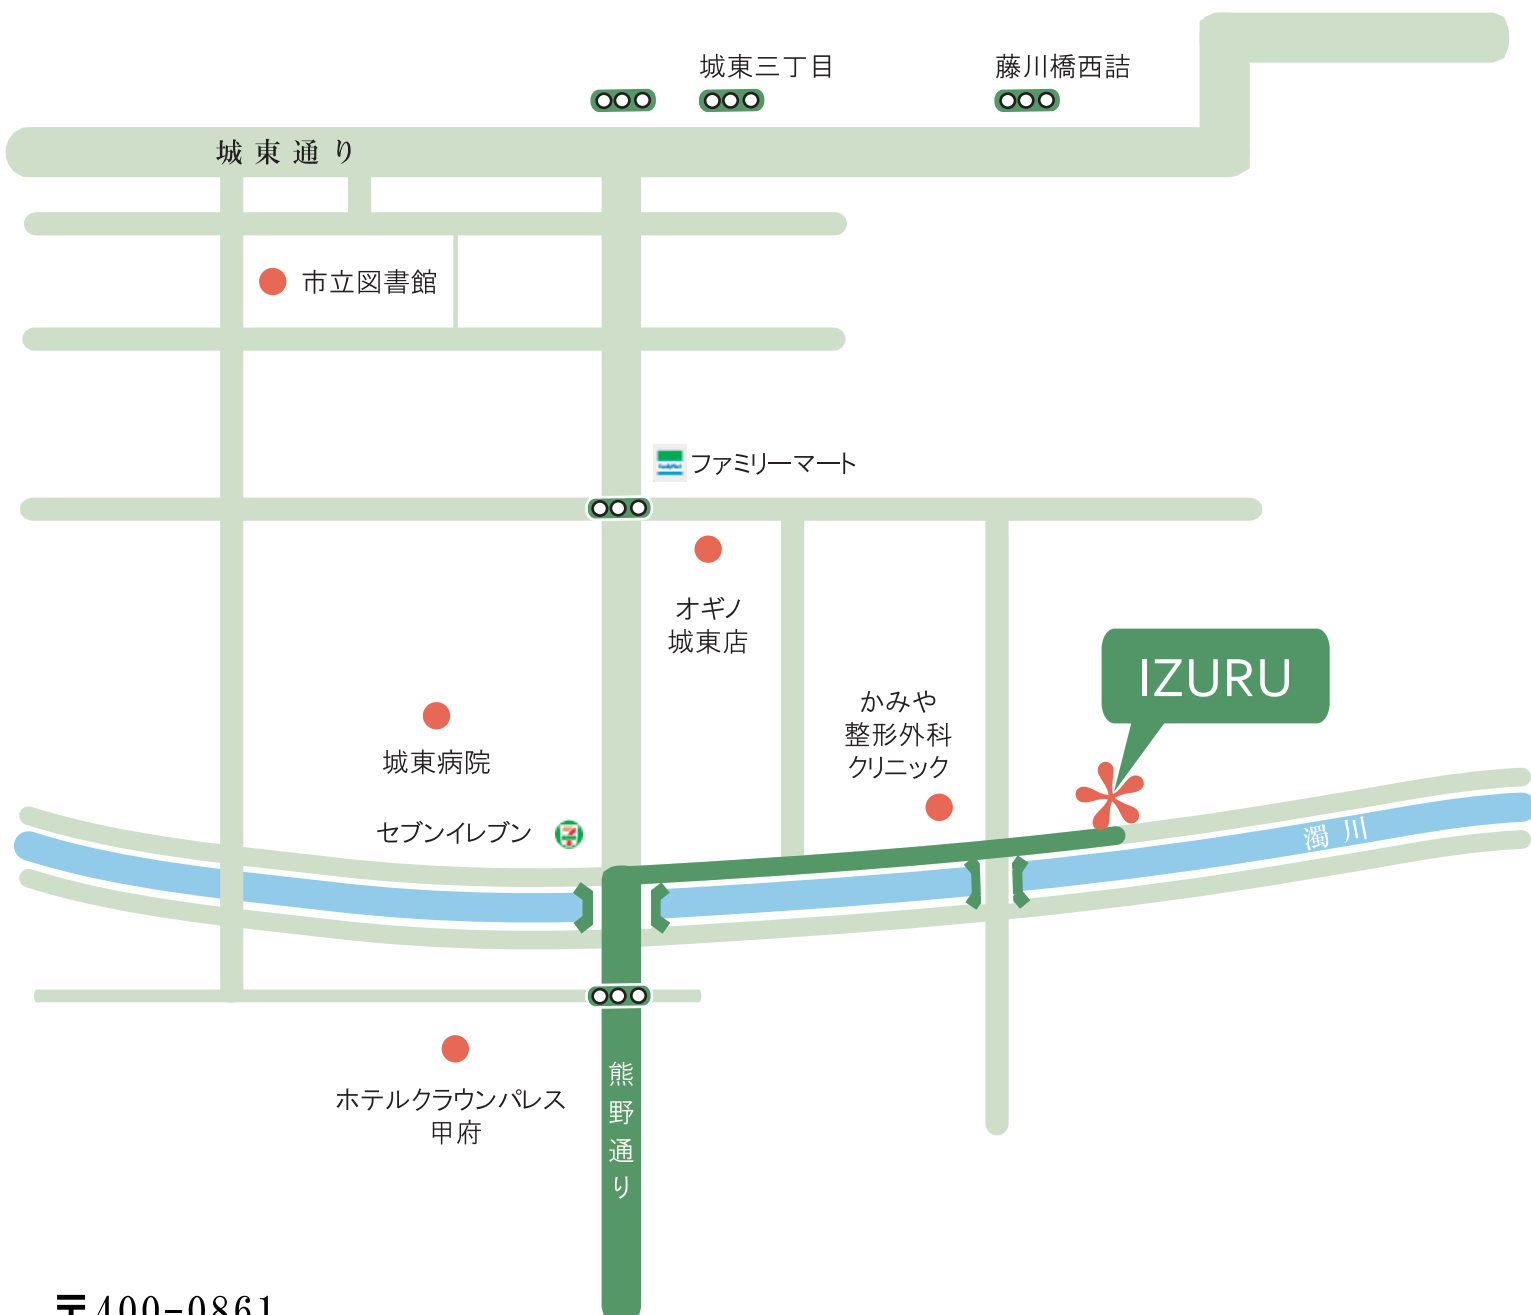 城東三丁目
藤川橋西詰
城東通り
市立図書館
FamilyMart
ファミリーマート
オギノ
城東店
IZURU
かみや
整形外科
クリニック
城東病院
セブンイレブン
濁川
ホテルクラウンパレス
甲府
熊野通り
〒400-0861